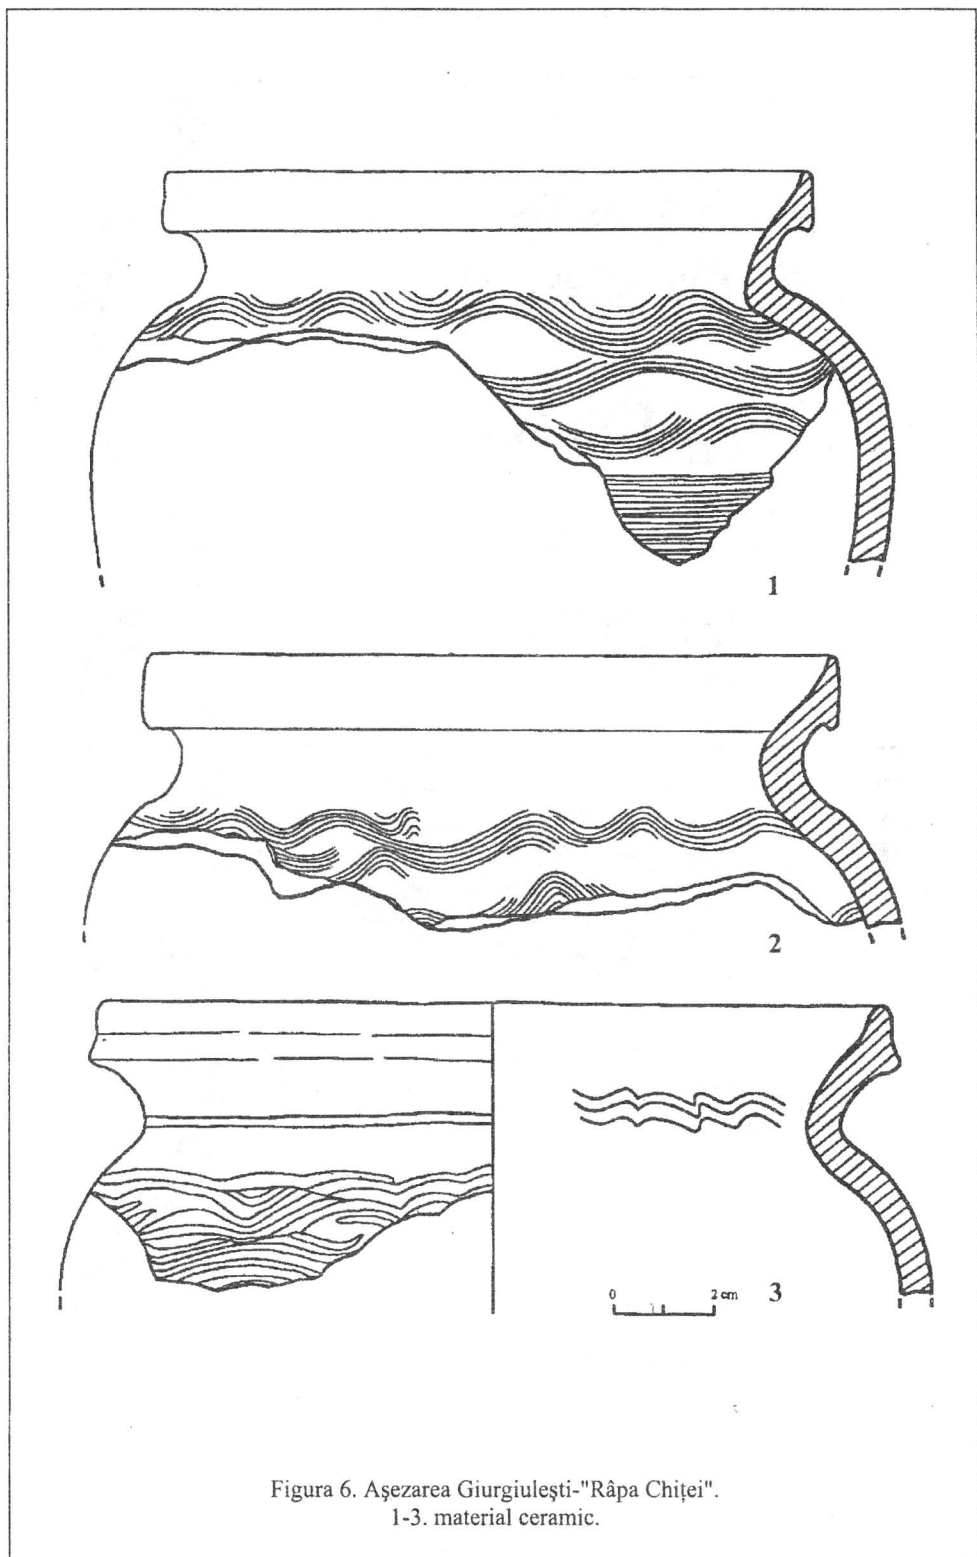 1
2
0 2 cm
3
Figura 6. Aşezarea Giurgiuleşti-"Râpa Chiţei".
1-3. material ceramic.